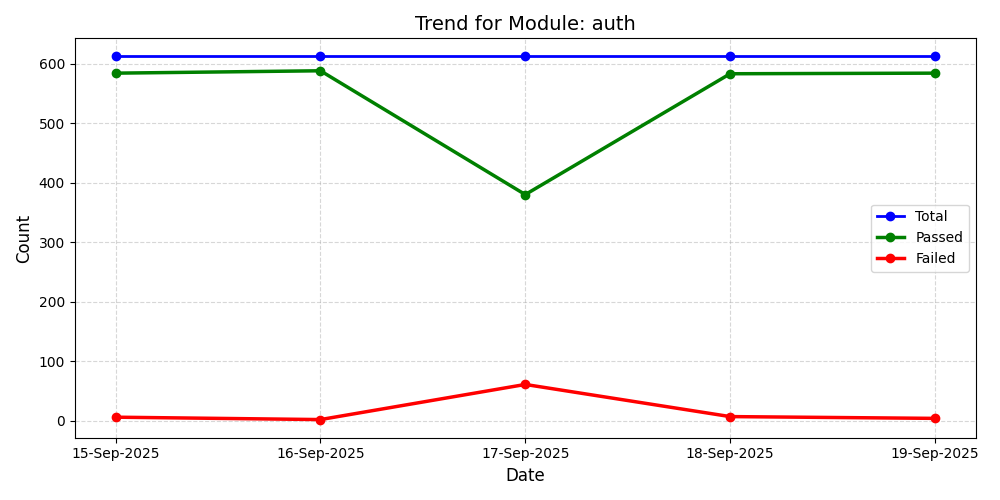 Trend for Module: auth
600
500
400
300
200
100
0
Count
Total
Passed
Failed
15-Sep-2025 16-Sep-2025 17-Sep-2025 18-Sep-2025 19-Sep-2025
Date